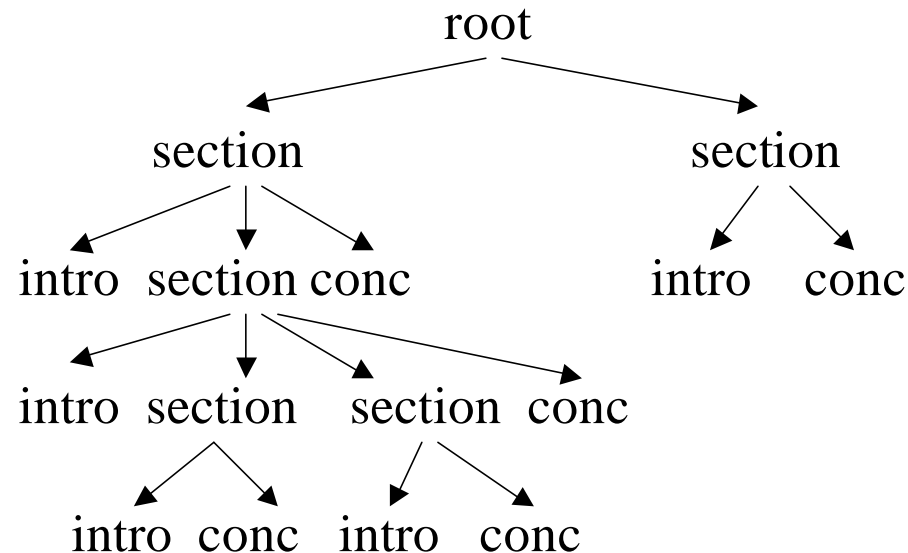 root
section section
intro section conc intro conc
intro section section conc
intro conc intro conc